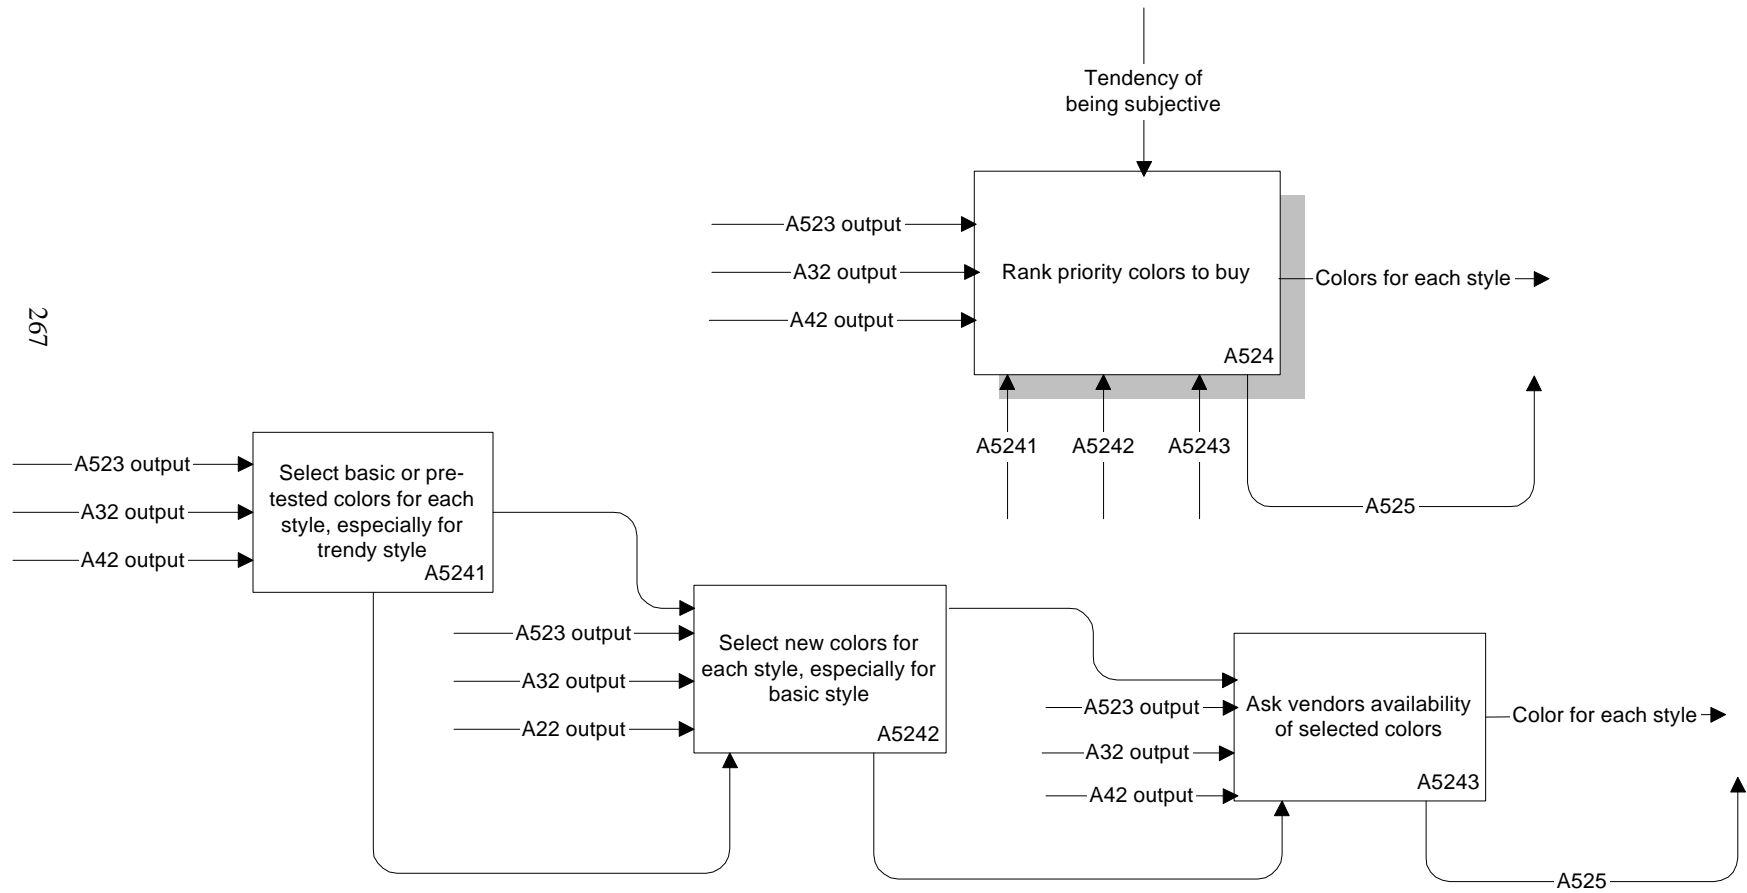 Tendency of
being subjective
A523 output
A32 output
A42 output
Rank priority colors to buy
A524
Colors for each style
A5241
A5242
A5243
A525
267
A523 output
A32 output
A42 output
Select basic or pre-
tested colors for each
style, especially for
trendy style
A5241
A523 output
A32 output
A22 output
Select new colors for
each style, especially for
basic style
A5242
A523 output
A32 output
A42 output
Ask vendors availability
of selected colors
A5243
Color for each style
A525